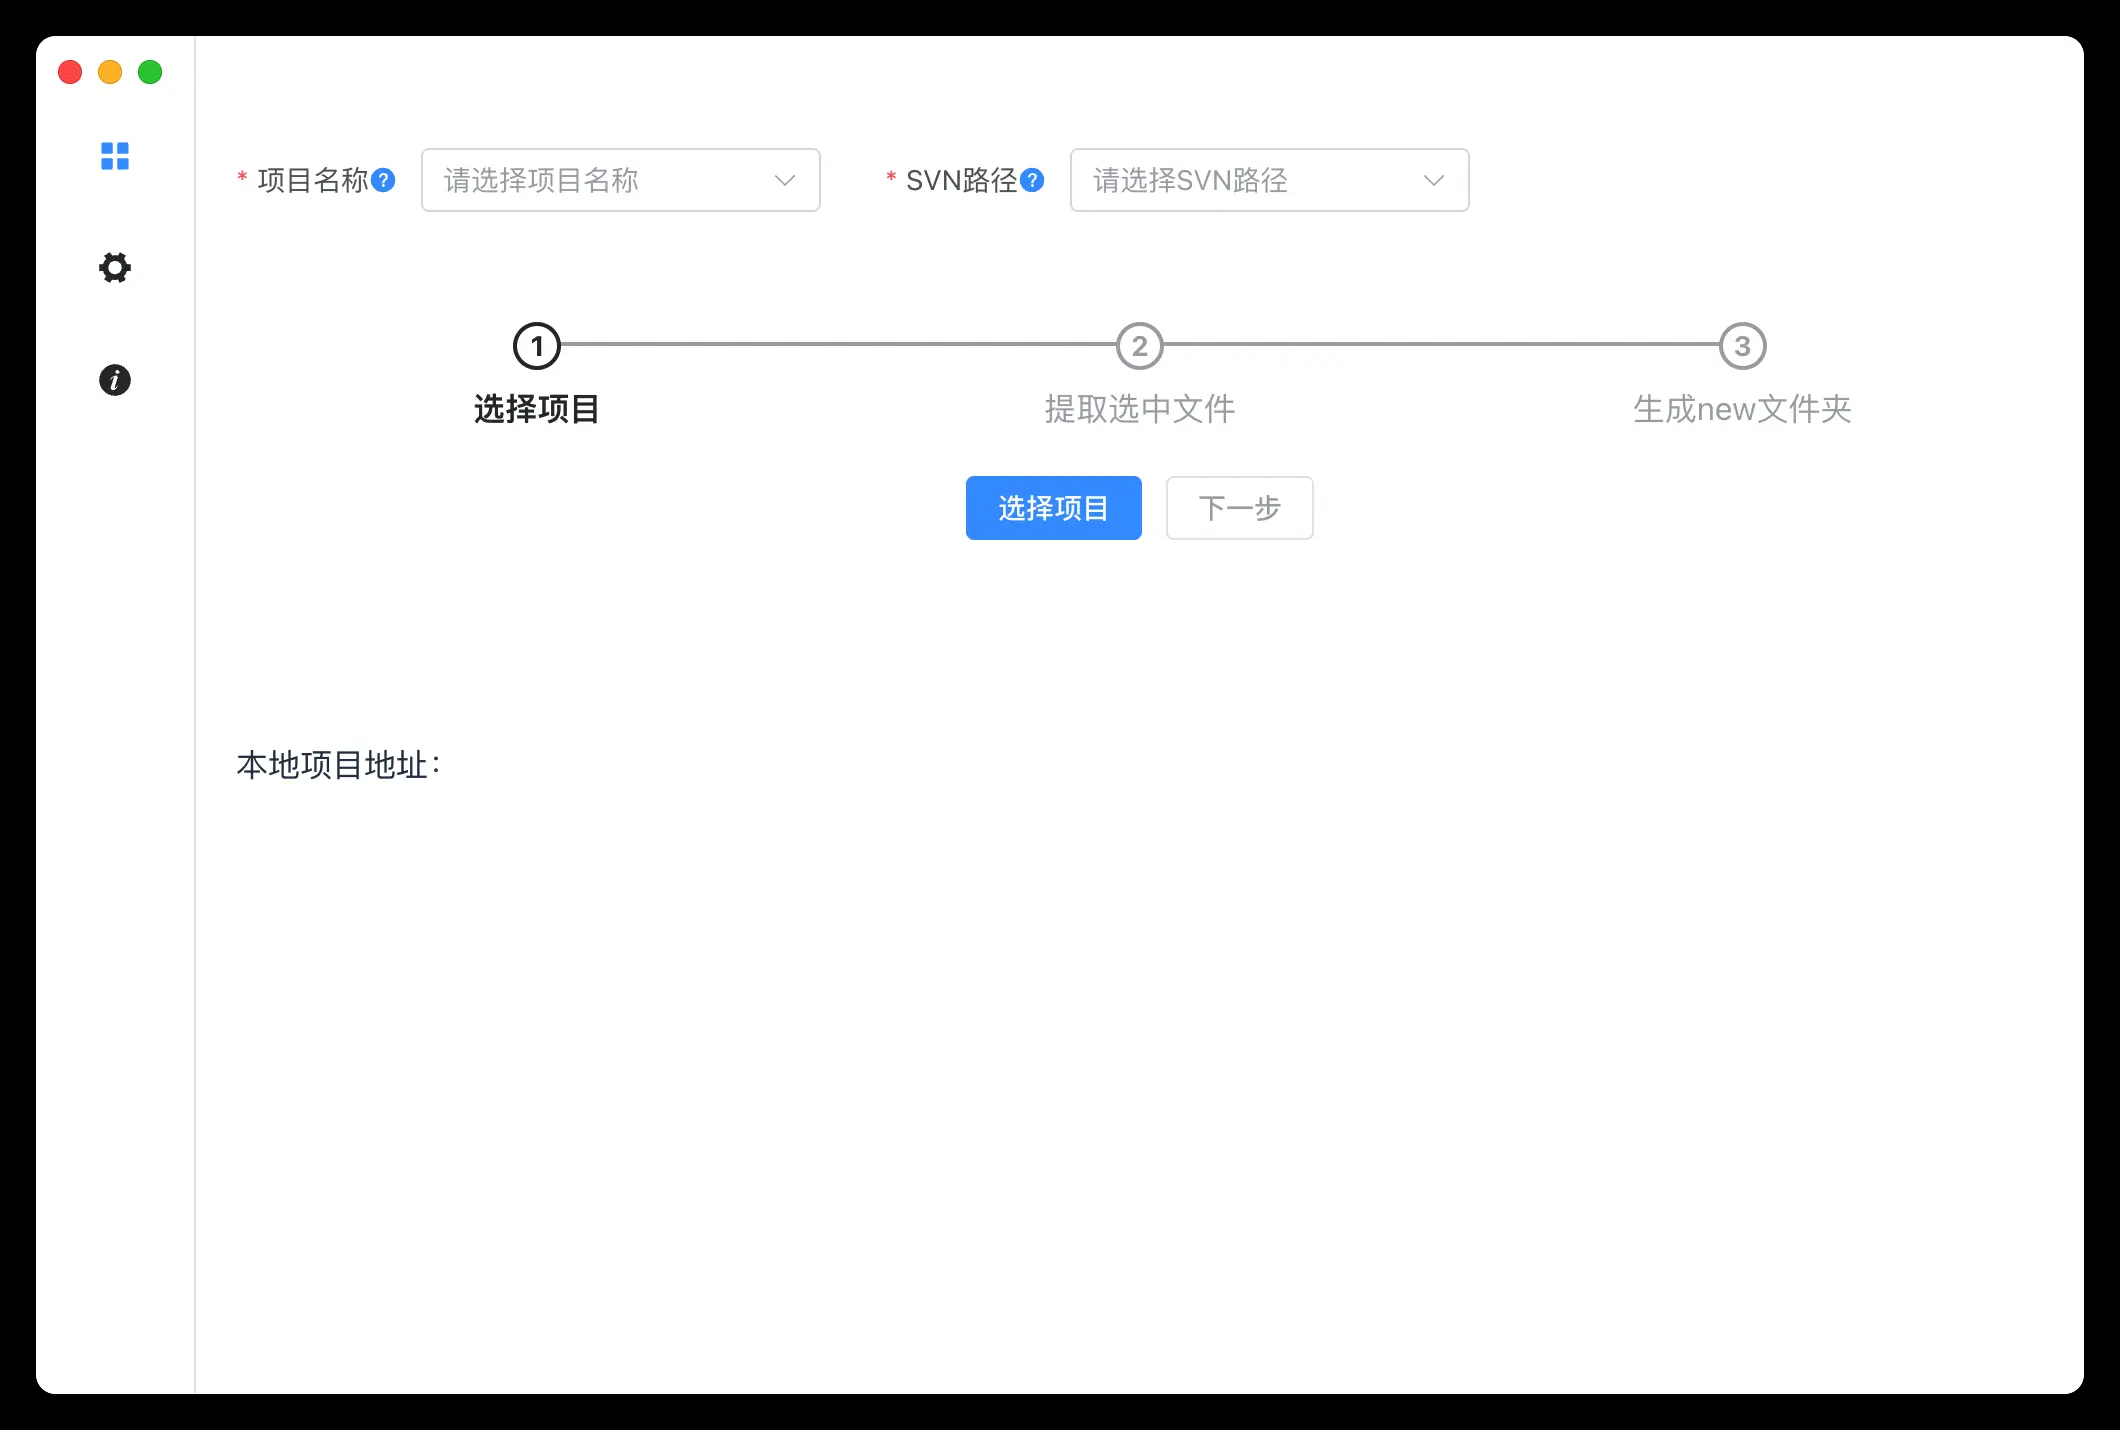 * 项目名称? 请选择项目名称 * SVN路径? 请选择SVN路径
1 2 3
选择项目 提取选中文件 生成new文件夹
选择项目 下一步
本地项目地址：